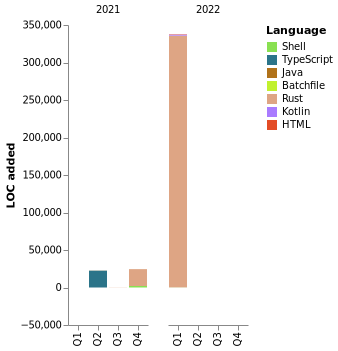 2021
2022
LOC added
350,000
300,000
250,000
200,000
150,000
100,000
50,000
0
−50,000
Q1
Q2
Q3
Q4
Q1
Q2
Q3
Q4
Language
Shell
TypeScript
Java
Batchfile
Rust
Kotlin
HTML